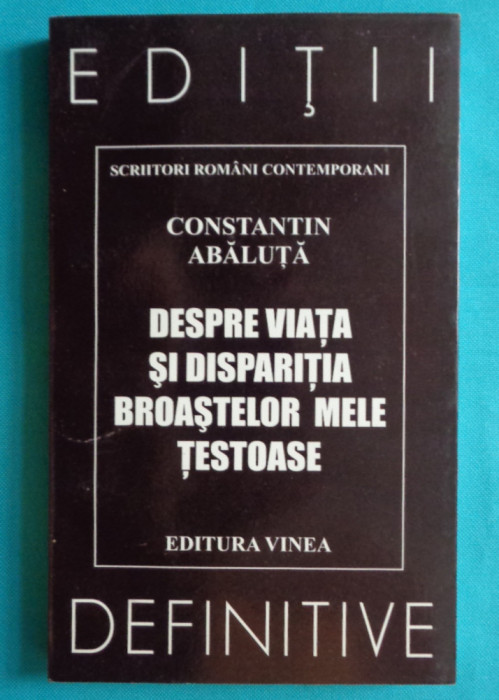 EDIŢII
SCRIITORI ROMÂNI CONTEMPORANI
CONSTANTIN
ABĂLUŢĂ
DESPRE VIAŢA
ŞI DISPARIŢIA
BROAŞTELOR MELE
ŢESTOASE
EDITURA VINEA
DEFINITIVE